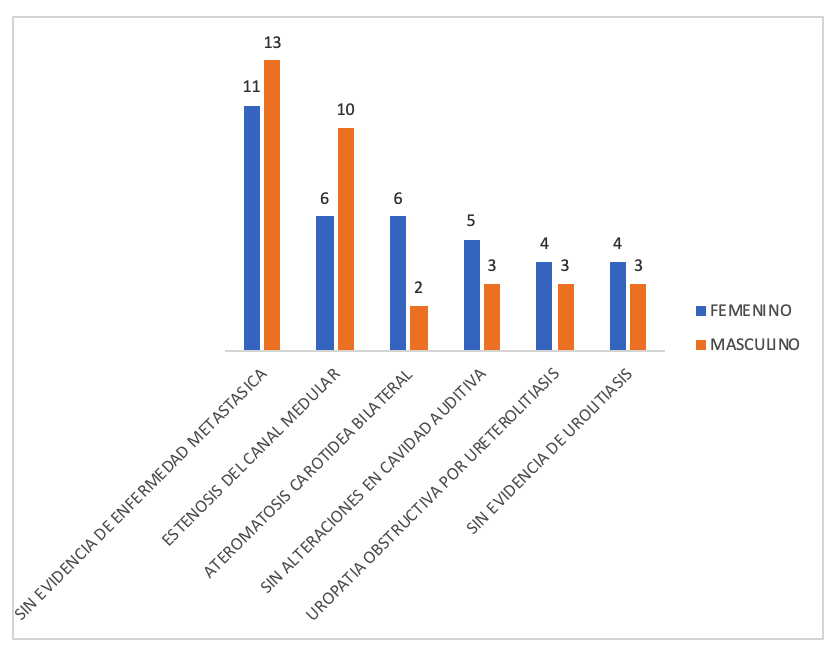 13
11
10
6
6
2
5
3
4
3
4
3
FEMENINO
MASCULINO
SIN EVIDENCIA DE ENFERMEDAD METASTASICA
ESTENOSIS DEL CANAL MEDULAR
ATEROMATOSIS CAROTIDEA BILATERAL
SIN ALTERACIONES EN CAVIDAD AUDITIVA
UROPATIA OBSTRUCTIVA POR URETEROLITIASIS
SIN EVIDENCIA DE UROLITIASIS